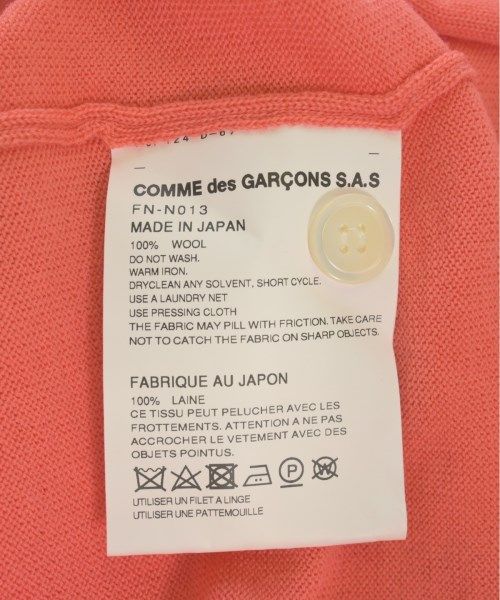 COMME des GARÇONS S.A.S
FN-N013
MADE IN JAPAN
100% WOOL
DO NOT WASH.
WARM IRON.
DRYCLEAN ANY SOLVENT, SHORT CYCLE.
USE A LAUNDRY NET
USE PRESSING CLOTH
THE FABRIC MAY PILL WITH FRICTION. TAKE CARE
NOT TO CATCH THE FABRIC ON SHARP OBJECTS.
FABRIQUE AU JAPON
100% LAINE
CE TISSU PEUT PELUCHER AVEC LES
FROTTEMENTS. ATTENTION A NE PAS
ACCROCHER LE VETEMENT AVEC DES
OBJETS POINTUS.
P W
UTILISER UN FILET A LINGE
UTILISER UNE PATTEMOUILLE